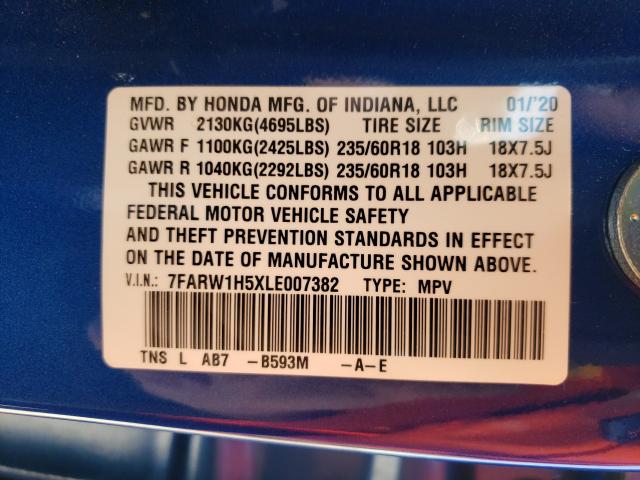 MFD. BY HONDA MFG. OF INDIANA, LLC 01/'20
GVWR 2130KG(4695LBS) TIRE SIZE RIM SIZE
GAWR F 1100KG(2425LBS) 235/60R18 103H 18X7.5J
GAWR R 1040KG(2292LBS) 235/60R18 103H 18X7.5J
THIS VEHICLE CONFORMS TO ALL APPLICABLE
FEDERAL MOTOR VEHICLE SAFETY
AND THEFT PREVENTION STANDARDS IN EFFECT
ON THE DATE OF MANUFACTURE SHOWN ABOVE.
V.I.N.: 7FARW1H5XLE007382 TYPE: MPV
TNS L AB7 -B593M -A-E